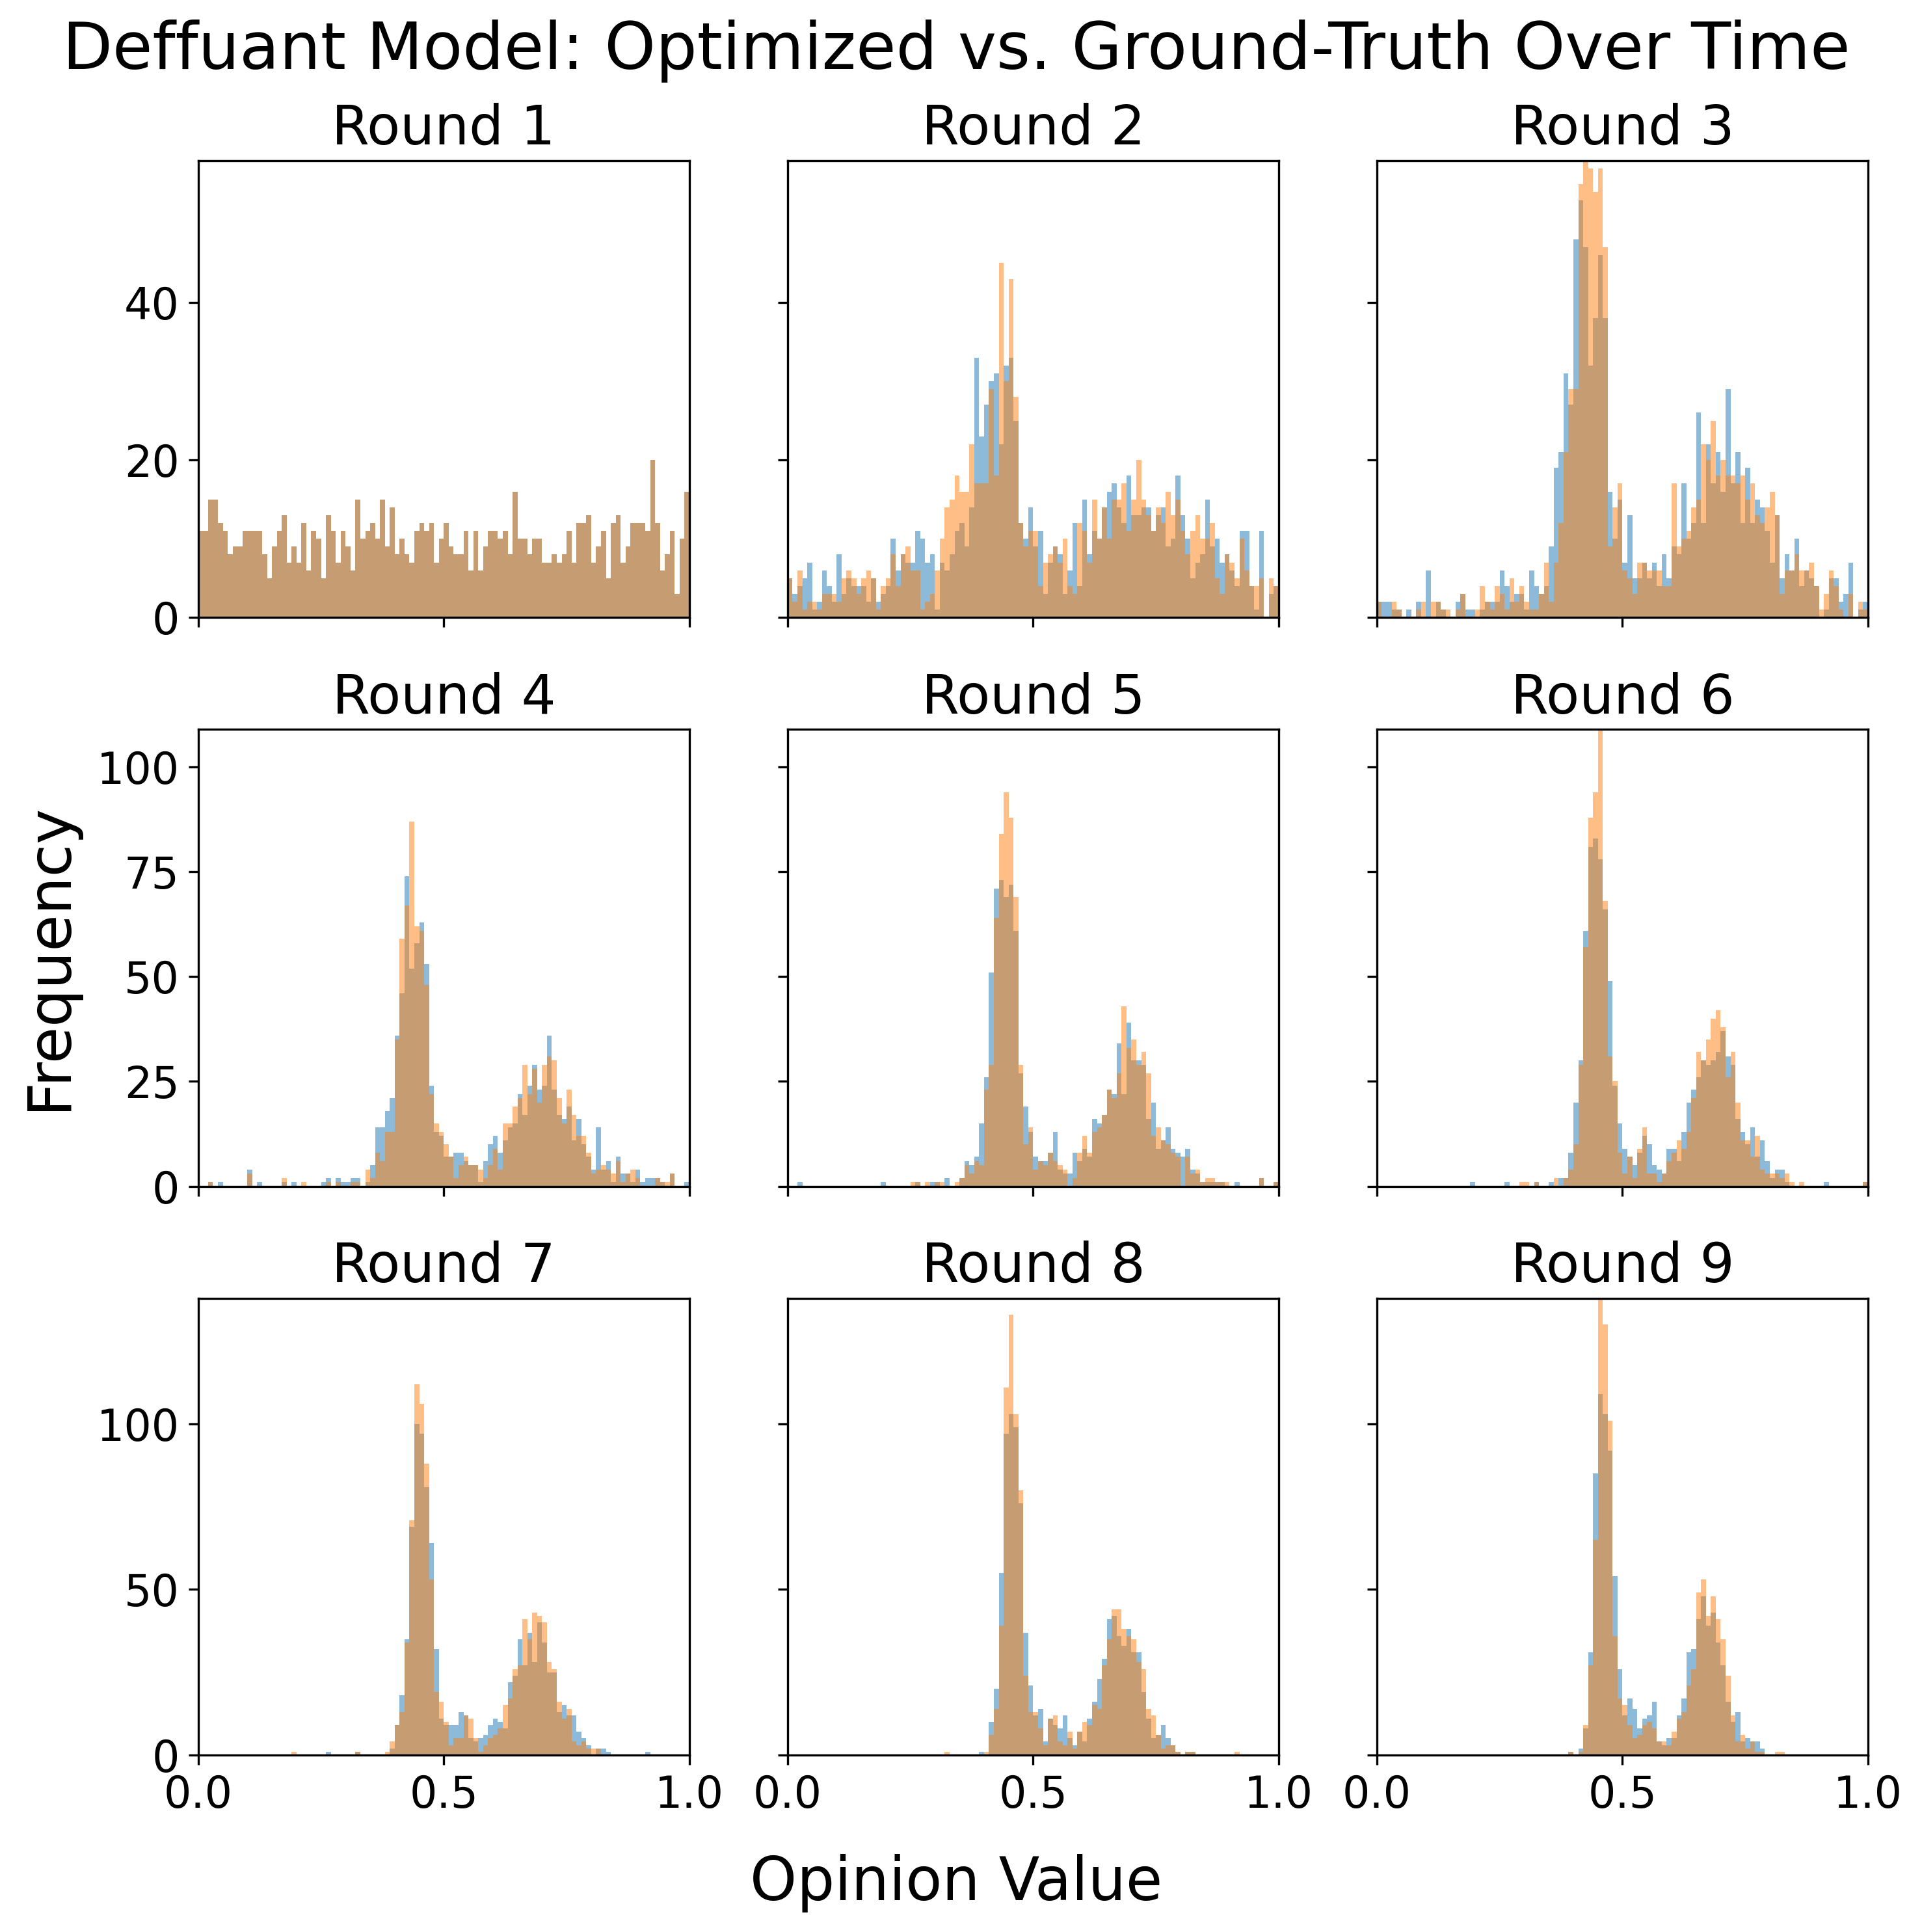 Deffuant Model: Optimized vs. Ground-Truth Over Time
Round 1
Round 2
Round 3
40
20
0
Round 4
Round 5
Round 6
100
75
50
25
0
Frequency
Round 7
Round 8
Round 9
100
50
0
0.0 0.5 1.0
0.0 0.5 1.0
0.0 0.5 1.0
Opinion Value